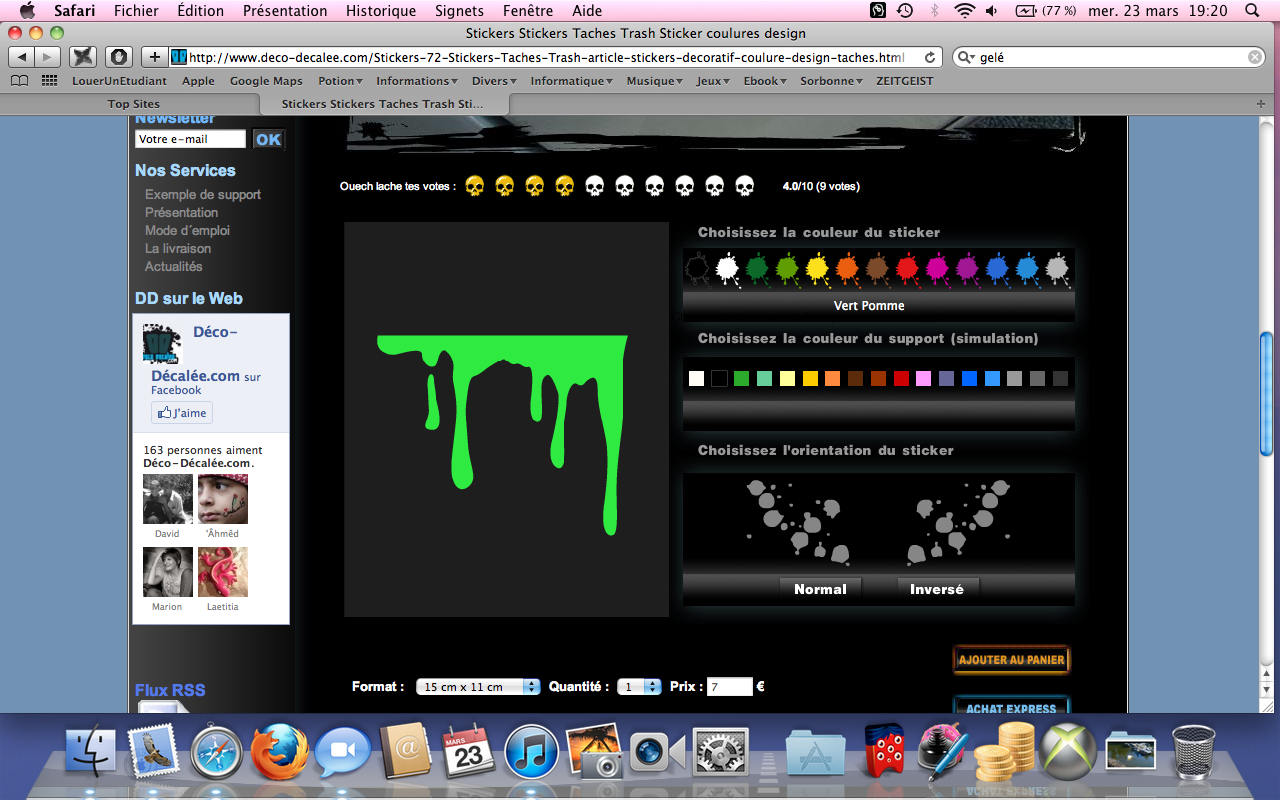 Safari Fichier Édition Présentation Historique Signets Fenêtre Aide (77 %) mer. 23 mars 19:20
Stickers Stickers Taches Trash Sticker coulures design
http://www.deco-decalee.com/Stickers-72-Stickers-Taches-Trash-article-stickers-decoratif-coulure-design-taches.html
gelé
LouerUnEtudiant Apple Google Maps Potion Informations Divers Informatique Musique Jeux Ebook Sorbonne ZEITGEIST
Top Sites
Stickers Stickers Taches Trash Sti...
Newsletter
Votre e-mail OK
Nos Services
Exemple de support
Présentation
Mode d´emploi
La livraison
Actualités
DD sur le Web
Déco-
Décalée.com sur
Facebook
J'aime
163 personnes aiment
Déco-Décalée.com.
David 'Âhmêd
Marion Laetitia
Flux RSS
Ouech lache tes votes : 4.0/10 (9 votes)
Choisissez la couleur du sticker
Vert Pomme
Choisissez la couleur du support (simulation)
Choisissez l'orientation du sticker
Normal Inversé
AJOUTER AU PANIER
Format : 15 cm x 11 cm Quantité : 1 Prix : 7 €
ACHAT EXPRESS
MARS
23